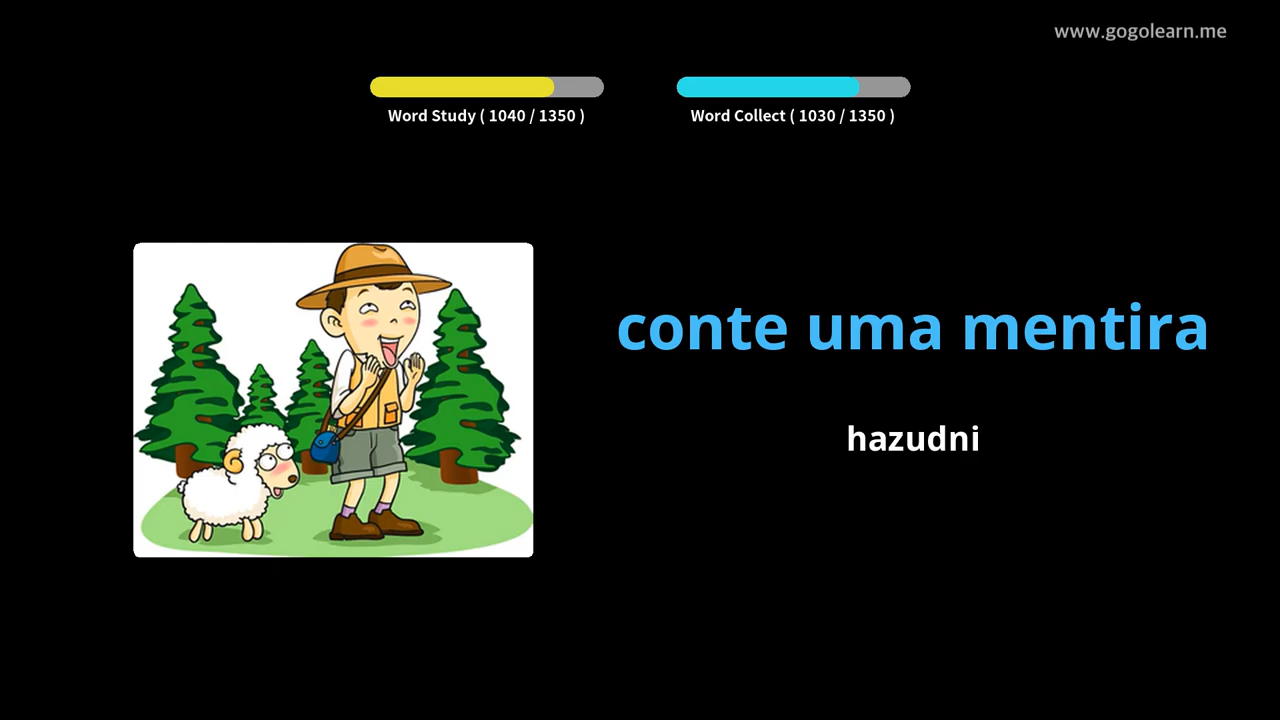 www.gogolearn.me
Word Study ( 1040 / 1350 )
Word Collect ( 1030 / 1350 )
conte uma mentira
hazudni